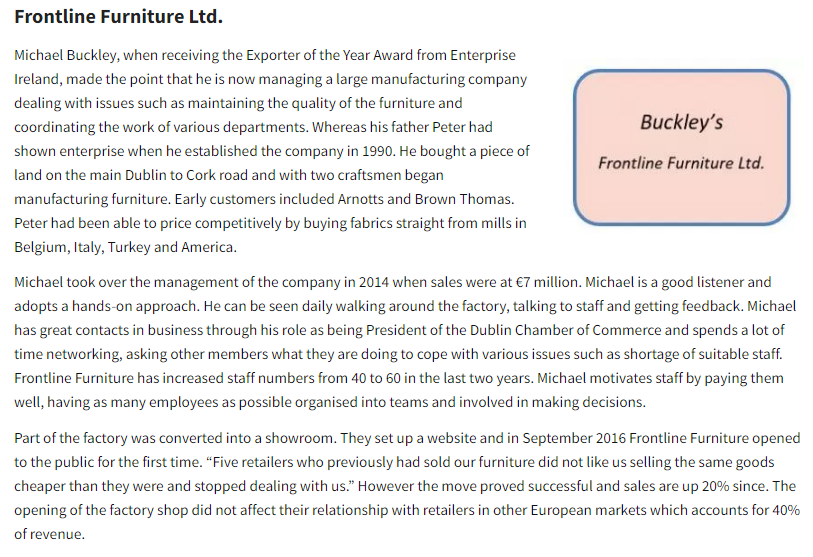 Frontline Furniture Ltd.
Michael Buckley, when receiving the Exporter of the Year Award from Enterprise
Ireland, made the point that he is now managing a large manufacturing company
dealing with issues such as maintaining the quality of the furniture and
coordinating the work of various departments. Whereas his father Peter had
shown enterprise when he established the company in 1990. He bought a piece of
land on the main Dublin to Cork road and with two craftsmen began
manufacturing furniture. Early customers included Arnotts and Brown Thomas.
Peter had been able to price competitively by buying fabrics straight from mills in
Belgium, Italy, Turkey and America.
Buckley's
Frontline Furniture Ltd.
Michael took over the management of the company in 2014 when sales were at €7 million. Michael is a good listener and
adopts a hands-on approach. He can be seen daily walking around the factory, talking to staff and getting feedback. Michael
has great contacts in business through his role as being President of the Dublin Chamber of Commerce and spends a lot of
time networking, asking other members what they are doing to cope with various issues such as shortage of suitable staff.
Frontline Furniture has increased staff numbers from 40 to 60 in the last two years. Michael motivates staff by paying them
well, having as many employees as possible organised into teams and involved in making decisions.
Part of the factory was converted into a showroom. They set up a website and in September 2016 Frontline Furniture opened
to the public for the first time. “Five retailers who previously had sold our furniture did not like us selling the same goods
cheaper than they were and stopped dealing with us.” However the move proved successful and sales are up 20% since. The
opening of the factory shop did not affect their relationship with retailers in other European markets which accounts for 40%
of revenue.